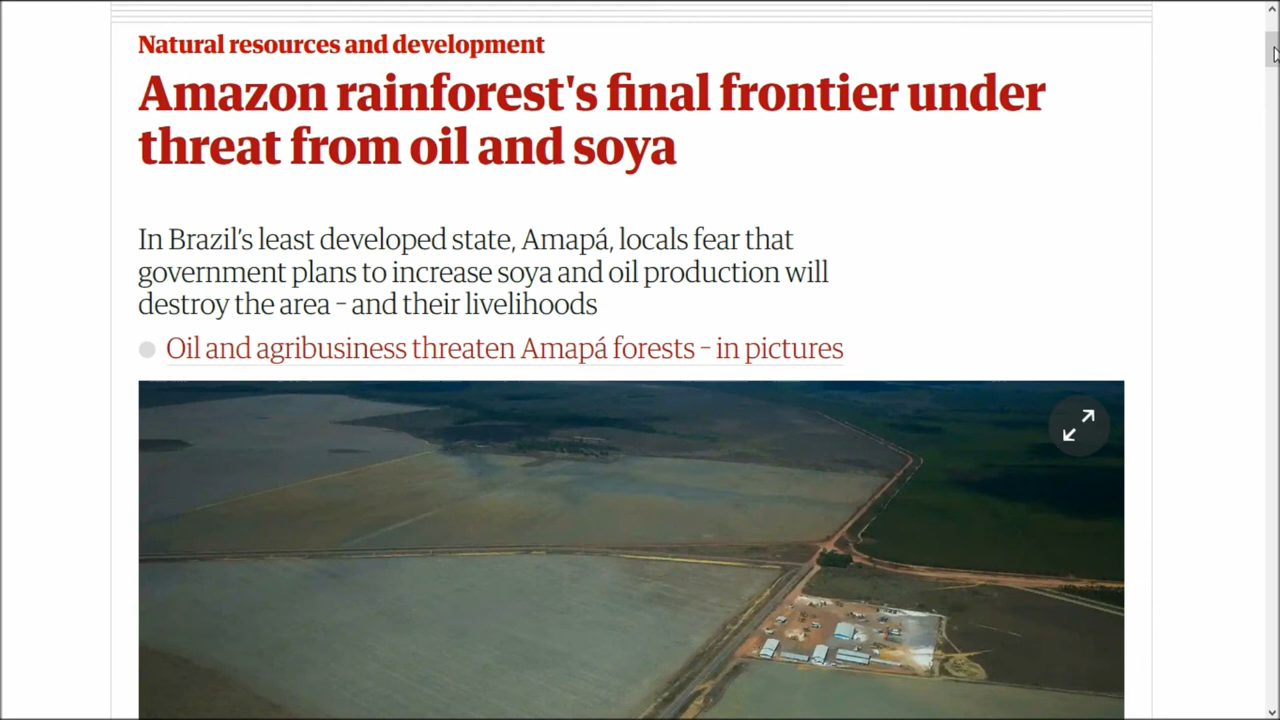 Natural resources and development
Amazon rainforest's final frontier under
threat from oil and soya
In Brazil's least developed state, Amapá, locals fear that
government plans to increase soya and oil production will
destroy the area – and their livelihoods
Oil and agribusiness threaten Amapá forests – in pictures